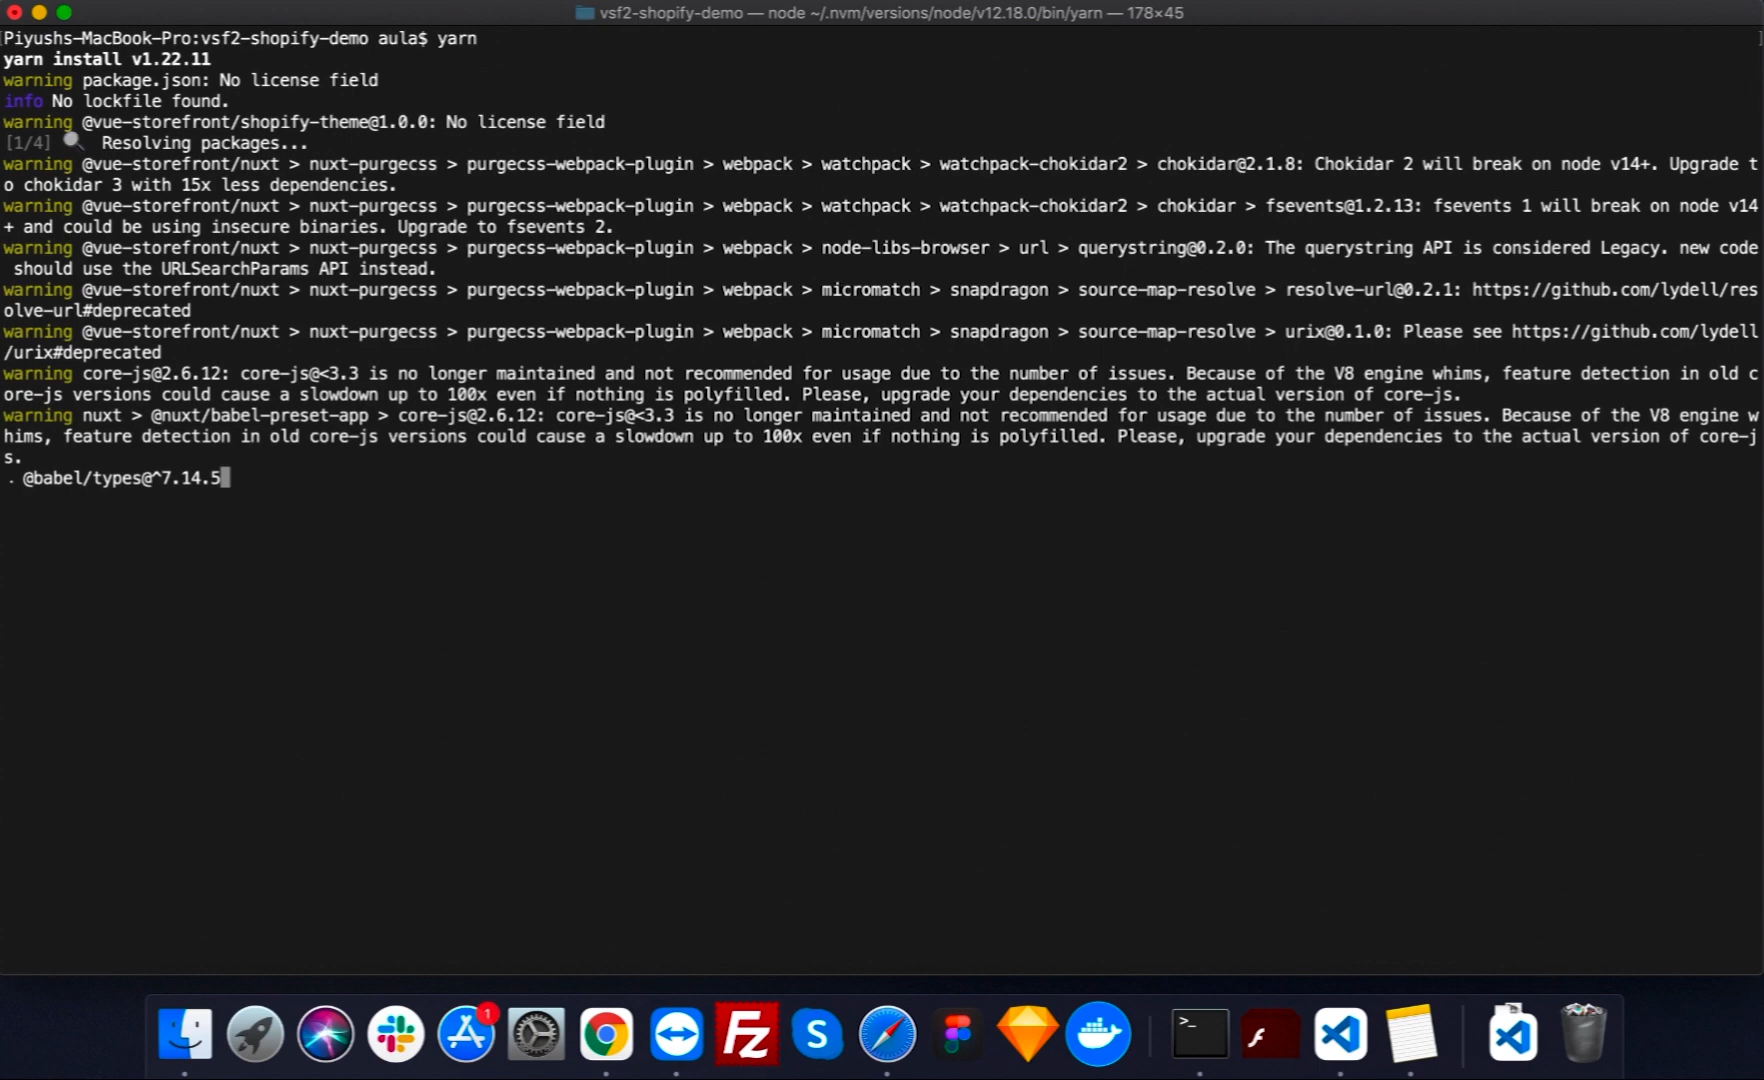 vsf2-shopify-demo — node ~/.nvm/versions/node/v12.18.0/bin/yarn — 178×45
[Piyushs-MacBook-Pro:vsf2-shopify-demo aula$ yarn ]
yarn install v1.22.11
warning package.json: No license field
info No lockfile found.
warning @vue-storefront/shopify-theme@1.0.0: No license field
[1/4] 🔍 Resolving packages...
warning @vue-storefront/nuxt > nuxt-purgecss > purgecss-webpack-plugin > webpack > watchpack > watchpack-chokidar2 > chokidar@2.1.8: Chokidar 2 will break on node v14+. Upgrade t
o chokidar 3 with 15x less dependencies.
warning @vue-storefront/nuxt > nuxt-purgecss > purgecss-webpack-plugin > webpack > watchpack > watchpack-chokidar2 > chokidar > fsevents@1.2.13: fsevents 1 will break on node v14
+ and could be using insecure binaries. Upgrade to fsevents 2.
warning @vue-storefront/nuxt > nuxt-purgecss > purgecss-webpack-plugin > webpack > node-libs-browser > url > querystring@0.2.0: The querystring API is considered Legacy. new code
 should use the URLSearchParams API instead.
warning @vue-storefront/nuxt > nuxt-purgecss > purgecss-webpack-plugin > webpack > micromatch > snapdragon > source-map-resolve > resolve-url@0.2.1: https://github.com/lydell/res
olve-url#deprecated
warning @vue-storefront/nuxt > nuxt-purgecss > purgecss-webpack-plugin > webpack > micromatch > snapdragon > source-map-resolve > urix@0.1.0: Please see https://github.com/lydell
/urix#deprecated
warning core-js@2.6.12: core-js@<3.3 is no longer maintained and not recommended for usage due to the number of issues. Because of the V8 engine whims, feature detection in old c
ore-js versions could cause a slowdown up to 100x even if nothing is polyfilled. Please, upgrade your dependencies to the actual version of core-js.
warning nuxt > @nuxt/babel-preset-app > core-js@2.6.12: core-js@<3.3 is no longer maintained and not recommended for usage due to the number of issues. Because of the V8 engine w
hims, feature detection in old core-js versions could cause a slowdown up to 100x even if nothing is polyfilled. Please, upgrade your dependencies to the actual version of core-j
s.
. @babel/types@^7.14.5
1
Fz
S
>_
f